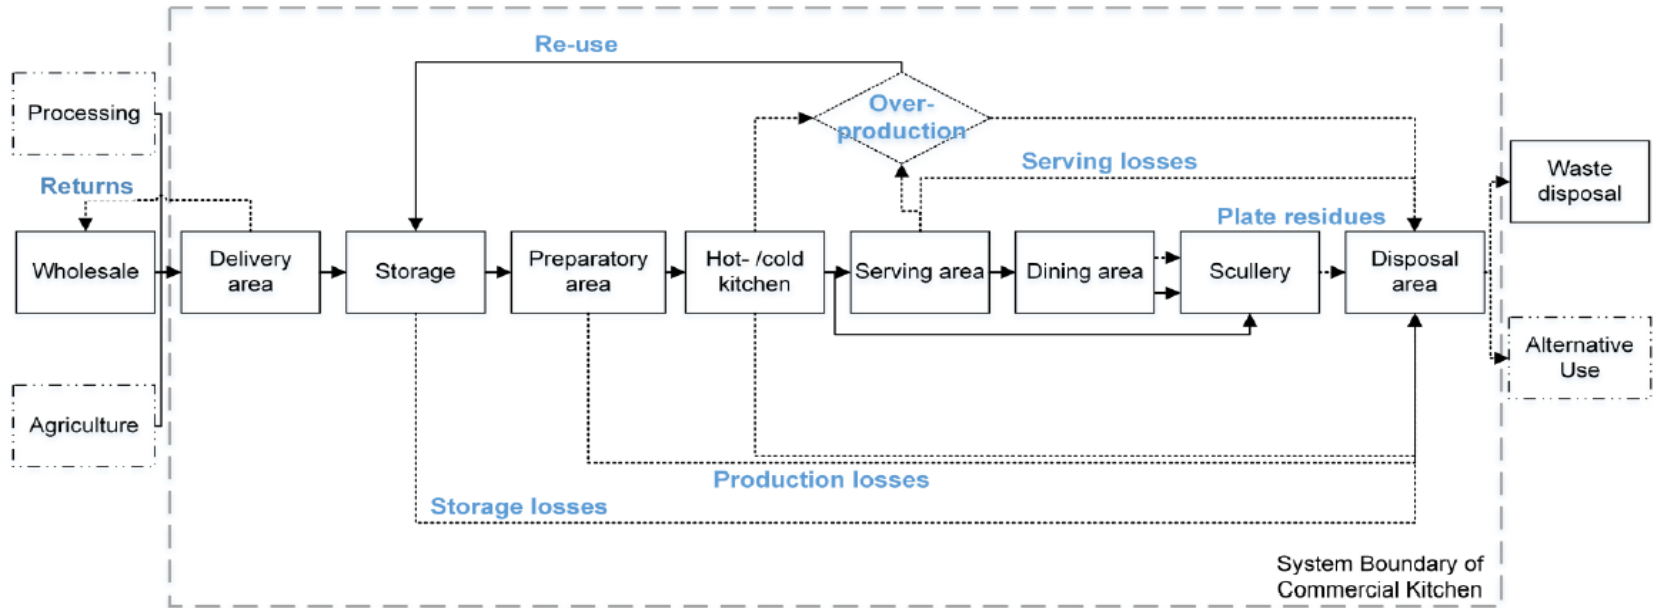 Re-use
Processing
Over-
production
Serving losses
Waste
disposal
Returns
Plate residues
Wholesale
Delivery
area
Storage
Preparatory
area
Hot- /cold
kitchen
Serving area
Dining area
Scullery
Disposal
area
Alternative
Use
Agriculture
Production losses
Storage losses
System Boundary of
Commercial Kitchen